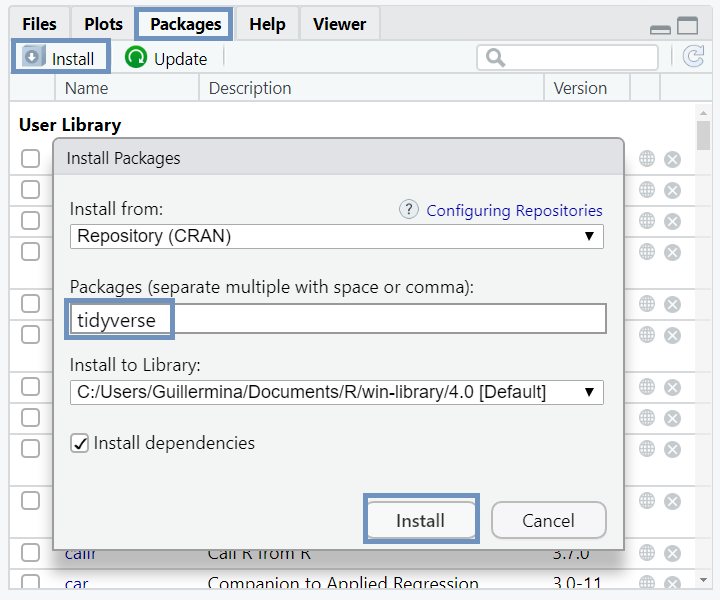 Files Plots Packages Help Viewer
Install Update
Name Description Version
User Library
Install Packages
Install from: ? Configuring Repositories
Repository (CRAN)
Packages (separate multiple with space or comma):
tidyverse
Install to Library:
C:/Users/Guillermina/Documents/R/win-library/4.0 [Default]
Install dependencies
Install Cancel
callr Call R from R 3.7.0
car Companion to Applied Regression 3.0-11